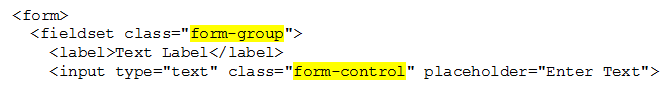 <form>
<fieldset class="form-group">
<label>Text Label</label>
<input type="text" class="form-control" placeholder="Enter Text">